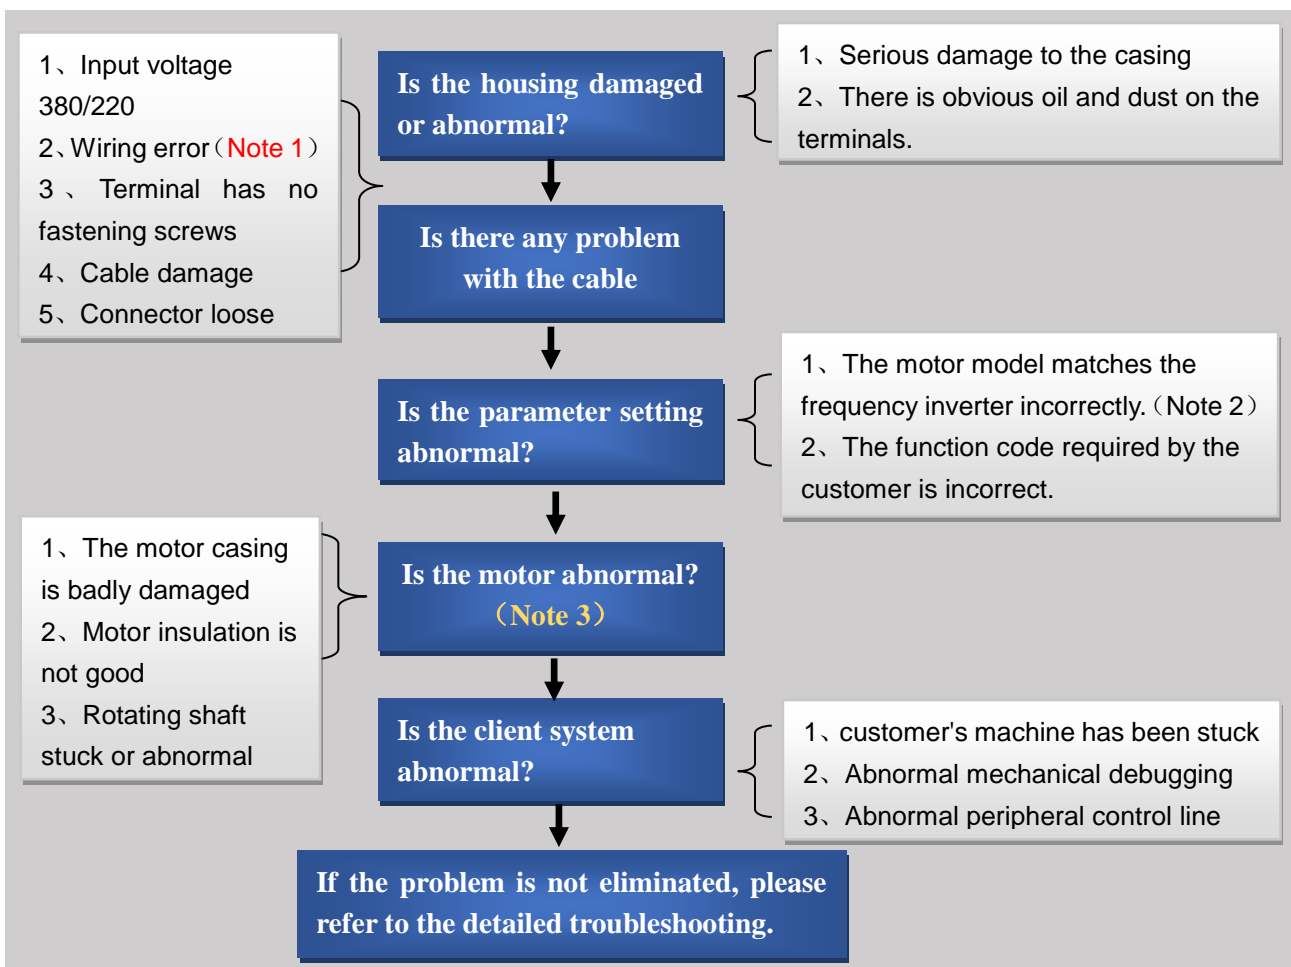 1、Input voltage
380/220
2、Wiring error（Note 1）
3 、 Terminal has no
fastening screws
4、Cable damage
5、Connector loose
Is the housing damaged
or abnormal?
1、Serious damage to the casing
2、There is obvious oil and dust on the
terminals.
Is there any problem
with the cable
Is the parameter setting
abnormal?
1、The motor model matches the
frequency inverter incorrectly.（Note 2）
2、The function code required by the
customer is incorrect.
1、The motor casing
is badly damaged
2、Motor insulation is
not good
3、Rotating shaft
stuck or abnormal
Is the motor abnormal?
（Note 3）
Is the client system
abnormal?
1、customer's machine has been stuck
2、Abnormal mechanical debugging
3、Abnormal peripheral control line
If the problem is not eliminated, please
refer to the detailed troubleshooting.